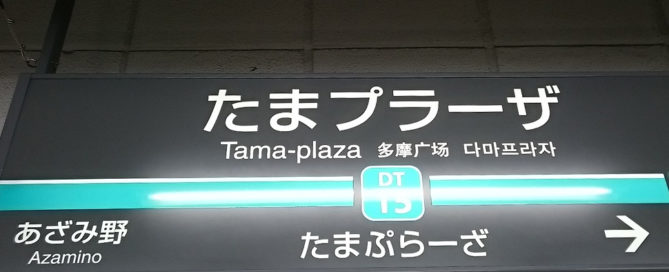 たまプラーザ
Tama-plaza 多摩广场 다마프라자
DT
15
あざみ野
Azamino
たまぷらーざ
→